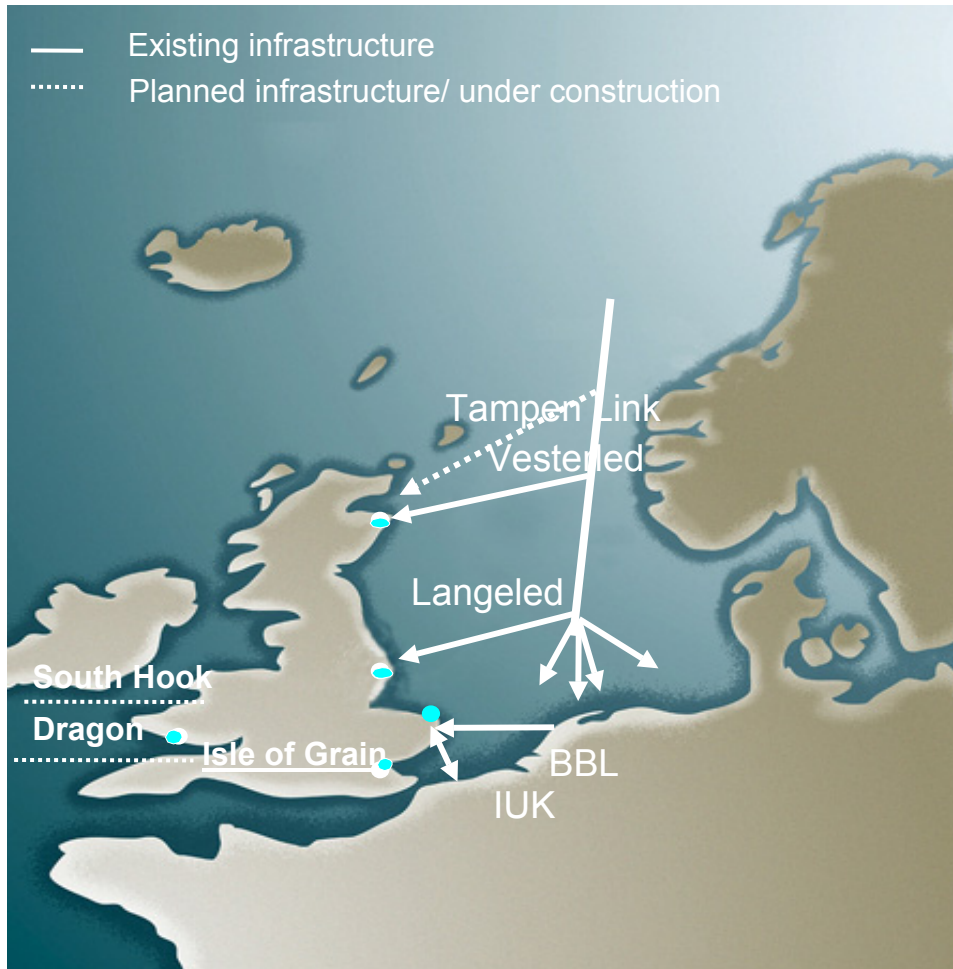 Existing infrastructure
Planned infrastructure/ under construction
Tampen Link
Vesterled
Langeled
South Hook
Dragon
Isle of Grain
BBL
IUK